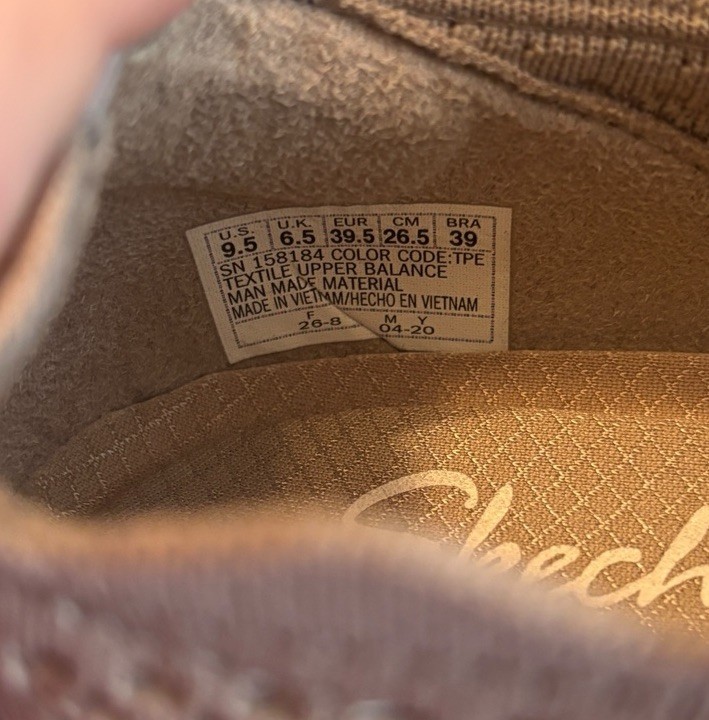 U.S. U.K. EUR CM BRA
9.5 6.5 39.5 26.5 39
SN 158184 COLOR CODE:TPE
TEXTILE UPPER BALANCE
MAN MADE MATERIAL
MADE IN VIETNAM/HECHO EN VIETNAM
F M Y
26-8 04-20
Skech